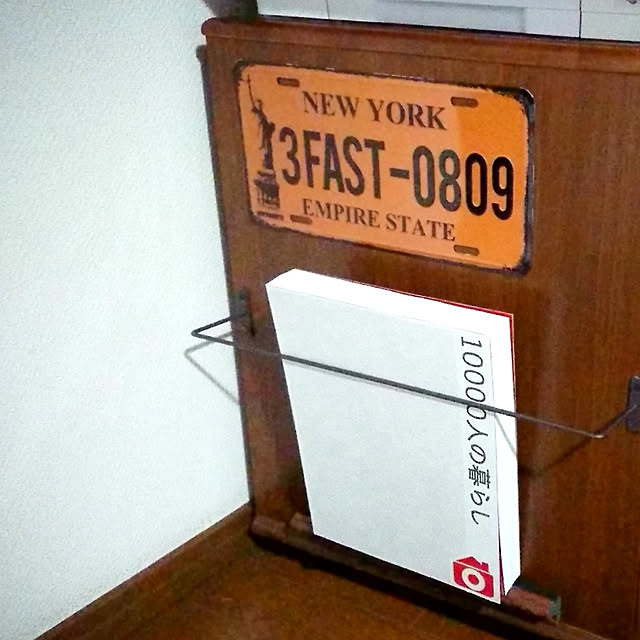 NEW YORK
3FAST-0809
EMPIRE STATE
10000人の暮らし